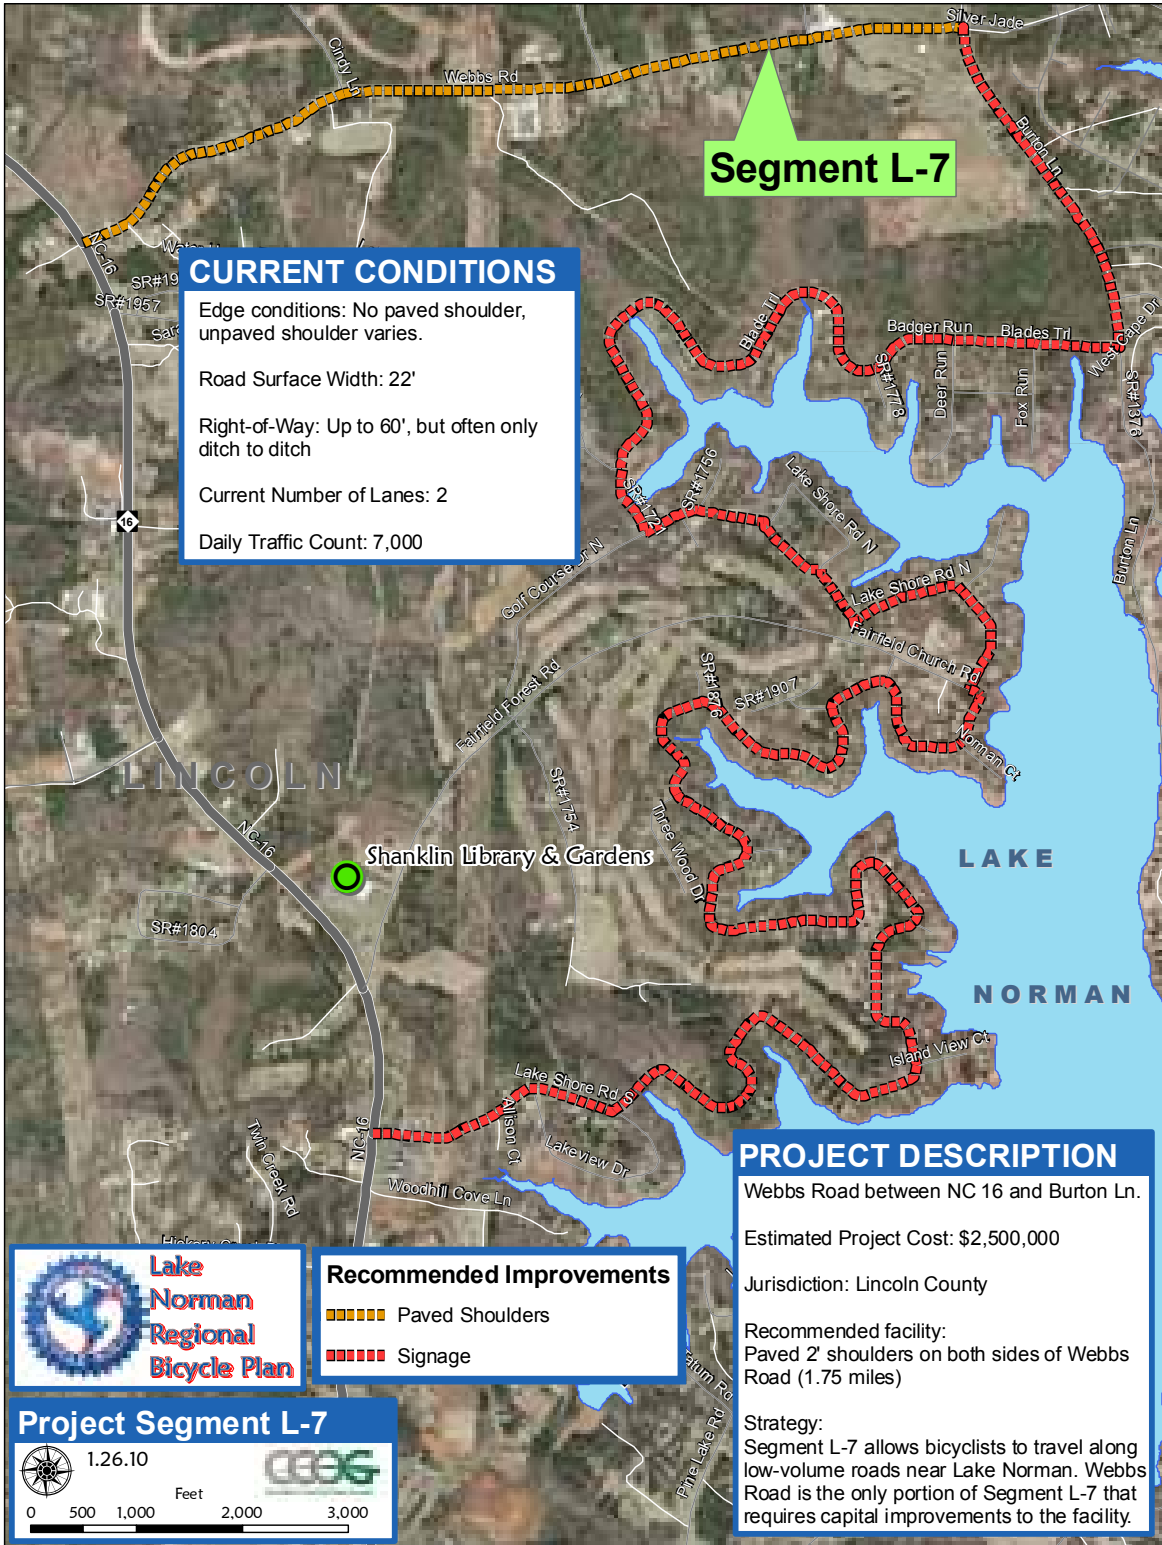 Silver Jade
Cindy Ln
Webbs Rd
Segment L-7
Burton Ln
NC-16
SR#1957
CURRENT CONDITIONS
Edge conditions: No paved shoulder,
unpaved shoulder varies.
Road Surface Width: 22'
Right-of-Way: Up to 60', but often only
ditch to ditch
Current Number of Lanes: 2
Daily Traffic Count: 7,000
Blade Trl
Badger Run
Blades Trl
West Cape Dr
SR#1778
Deer Run
Fox Run
SR#1376
SR#1756
SR#1721
Lake Shore Rd N
16
Golf Course Dr N
Burton Ln
Lake Shore Rd N
Fairfield Church Rd
SR#1876
SR#1907
Fairfield Forest Rd
Norman Ct
LINCOLN
SR#1754
Three Wood Dr
NC-16
Shanklin Library & Gardens
LAKE
SR#1804
NORMAN
Island View Ct
Lake Shore Rd S
Allison Ct
NC-16
Twin Creek Rd
Lakeview Dr
Woodhill Cove Ln
PROJECT DESCRIPTION
Webbs Road between NC 16 and Burton Ln.
Estimated Project Cost: $2,500,000
Jurisdiction: Lincoln County
Recommended facility:
Paved 2' shoulders on both sides of Webbs
Road (1.75 miles)
Strategy:
Segment L-7 allows bicyclists to travel along
low-volume roads near Lake Norman. Webbs
Road is the only portion of Segment L-7 that
requires capital improvements to the facility.
Lake
Norman
Regional
Bicycle Plan
Recommended Improvements
Paved Shoulders
Signage
Pine Lake Rd
Project Segment L-7
1.26.10
Feet
0 500 1,000 2,000 3,000